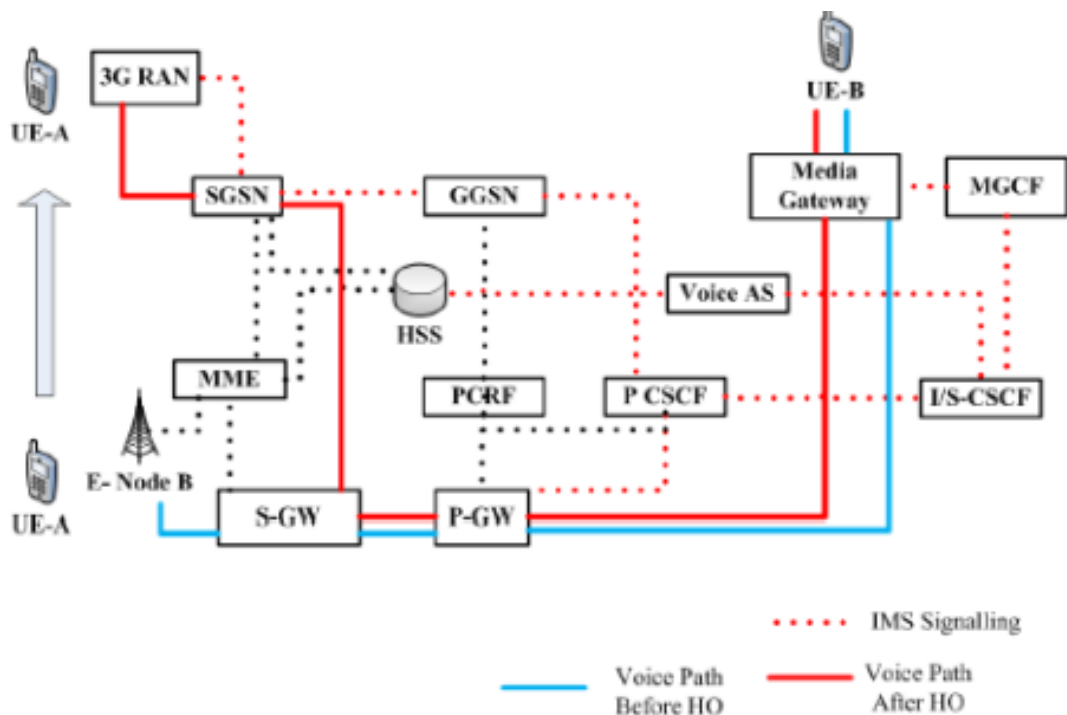 3G RAN
UE-A
UE-B
Media
Gateway
MGCF
SGSN
GGSN
Voice AS
HSS
MME
PCRF
P CSCF
I/S-CSCF
E- Node B
UE-A
S-GW
P-GW
IMS Signalling
Voice Path
Before HO
Voice Path
After HO